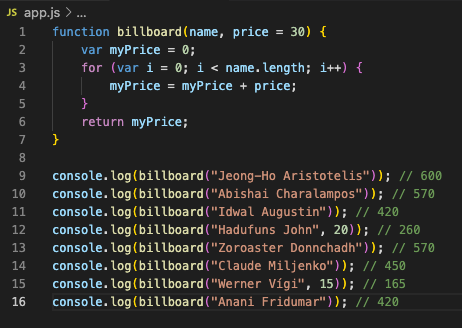 JS app.js > ...
1 function billboard(name, price = 30) {
2 var myPrice = 0;
3 for (var i = 0; i < name.length; i++) {
4 myPrice = myPrice + price;
5 }
6 return myPrice;
7 }
8
9 console.log(billboard("Jeong-Ho Aristotelis")); // 600
10 console.log(billboard("Abishai Charalampos")); // 570
11 console.log(billboard("Idwal Augustin")); // 420
12 console.log(billboard("Hadufuns John", 20)); // 260
13 console.log(billboard("Zoroaster Donnchadh")); // 570
14 console.log(billboard("Claude Miljenko")); // 450
15 console.log(billboard("Werner Vígi", 15)); // 165
16 console.log(billboard("Anani Fridumar")); // 420